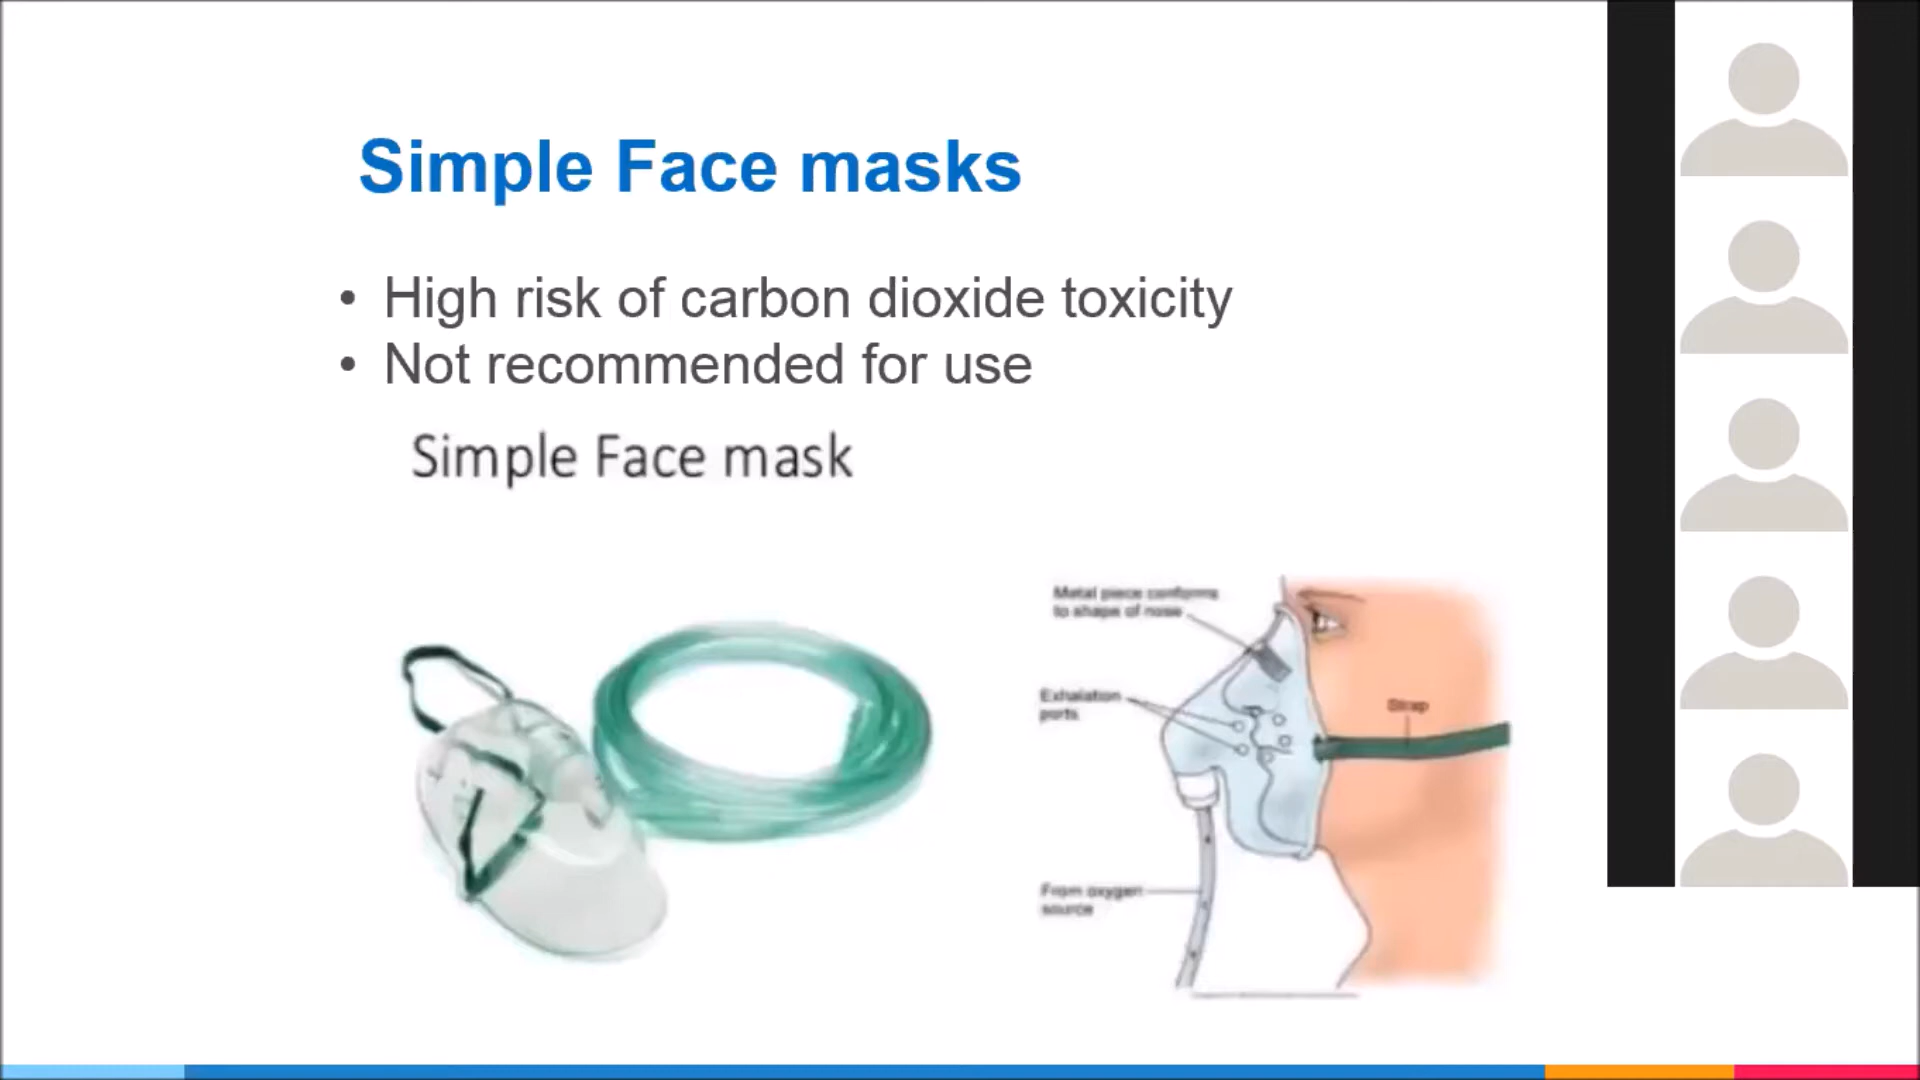 Simple Face masks
• High risk of carbon dioxide toxicity
• Not recommended for use
Simple Face mask
Metal piece conforms
to shape of nose
Exhalation
ports
Strap
From oxygen
source